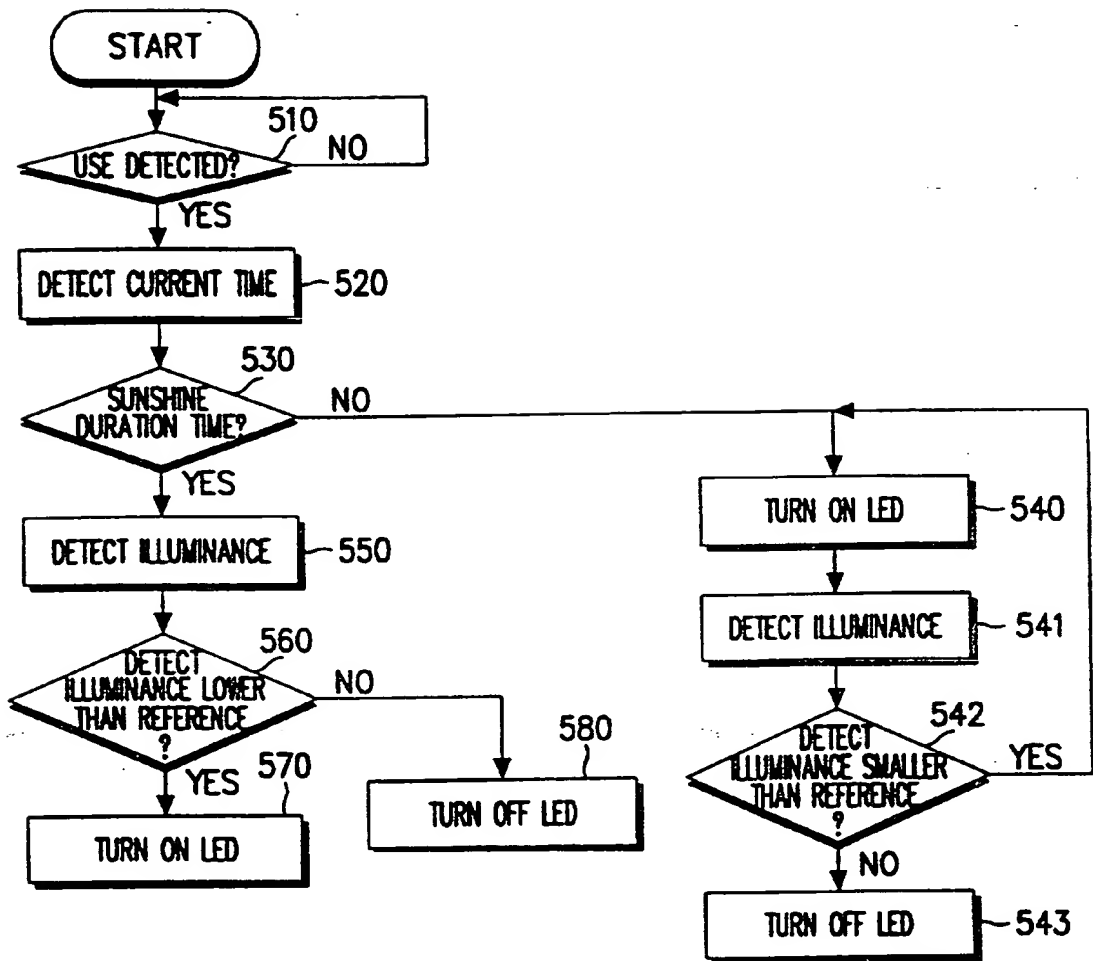 START
510
USE DETECTED?
NO
YES
DETECT CURRENT TIME
520
530
SUNSHINE
DURATION TIME?
NO
YES
DETECT ILLUMINANCE
550
560
DETECT
ILLUMINANCE LOWER
THAN REFERENCE
?
NO
YES
570
TURN ON LED
580
TURN OFF LED
TURN ON LED
540
DETECT ILLUMINANCE
541
542
DETECT
ILLUMINANCE SMALLER
THAN REFERENCE
?
YES
NO
TURN OFF LED
543